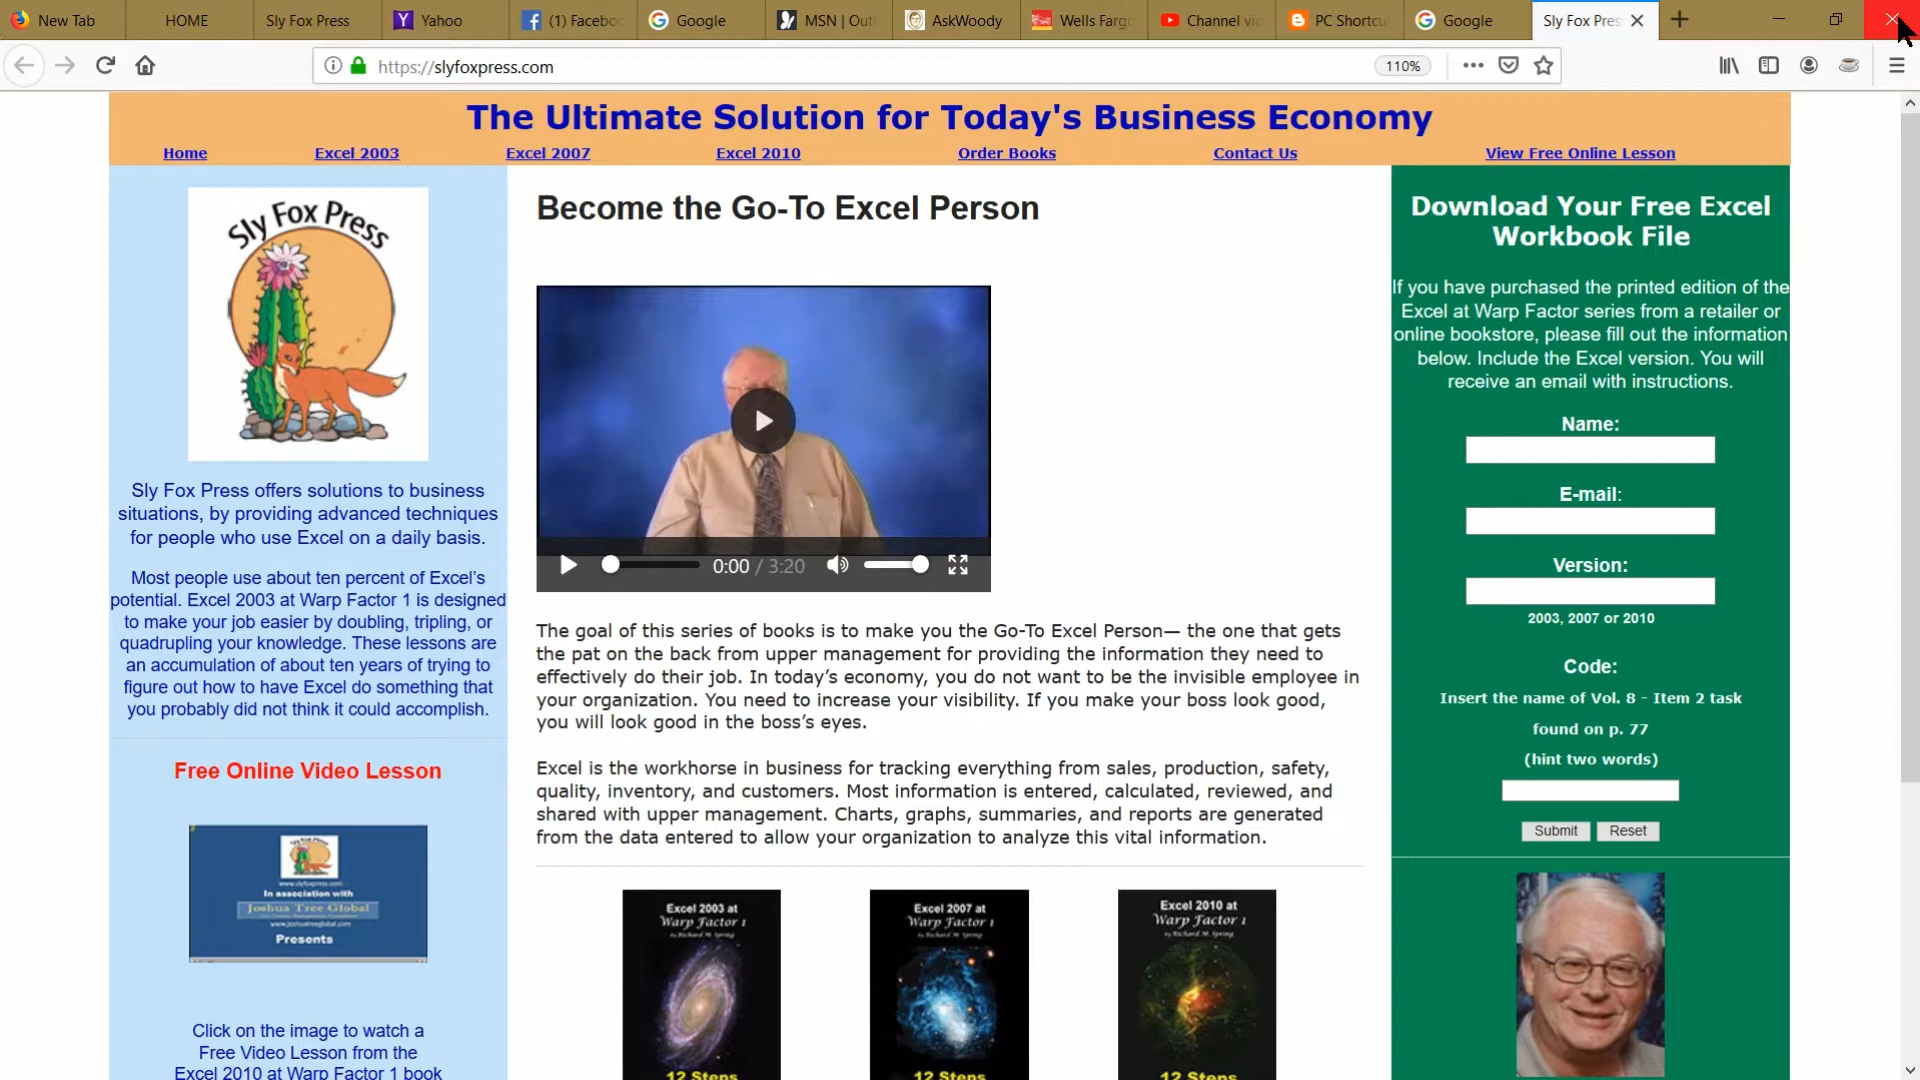 New Tab
HOME
Sly Fox Press
Yahoo
(1) Facebo
Google
MSN | Out
AskWoody
Wells Farg
Channel vi
PC Shortcu
Google
Sly Fox Pres
https://slyfoxpress.com
110%
The Ultimate Solution for Today's Business Economy
Home
Excel 2003
Excel 2007
Excel 2010
Order Books
Contact Us
View Free Online Lesson
Sly Fox Press
Sly Fox Press offers solutions to business
situations, by providing advanced techniques
for people who use Excel on a daily basis.
Most people use about ten percent of Excel’s
potential. Excel 2003 at Warp Factor 1 is designed
to make your job easier by doubling, tripling, or
quadrupling your knowledge. These lessons are
an accumulation of about ten years of trying to
figure out how to have Excel do something that
you probably did not think it could accomplish.
Free Online Video Lesson
Sly Fox Press
www.slyfoxpress.com
In association with
Joshua Tree Global
www.joshuatreeglobal.com
Presents
Click on the image to watch a
Free Video Lesson from the
Excel 2010 at Warp Factor 1 book
Become the Go-To Excel Person
0:00 / 3:20
The goal of this series of books is to make you the Go-To Excel Person— the one that gets
the pat on the back from upper management for providing the information they need to
effectively do their job. In today’s economy, you do not want to be the invisible employee in
your organization. You need to increase your visibility. If you make your boss look good,
you will look good in the boss’s eyes.
Excel is the workhorse in business for tracking everything from sales, production, safety,
quality, inventory, and customers. Most information is entered, calculated, reviewed, and
shared with upper management. Charts, graphs, summaries, and reports are generated
from the data entered to allow your organization to analyze this vital information.
Excel 2003 at
Warp Factor 1
by Richard M. Spring
12 Steps
Excel 2007 at
Warp Factor 1
by Richard M. Spring
12 Steps
Excel 2010 at
Warp Factor 1
by Richard M. Spring
12 Steps
Download Your Free Excel
Workbook File
If you have purchased the printed edition of the
Excel at Warp Factor series from a retailer or
online bookstore, please fill out the information
below. Include the Excel version. You will
receive an email with instructions.
Name:
E-mail:
Version:
2003, 2007 or 2010
Code:
Insert the name of Vol. 8 - Item 2 task
found on p. 77
(hint two words)
Submit
Reset